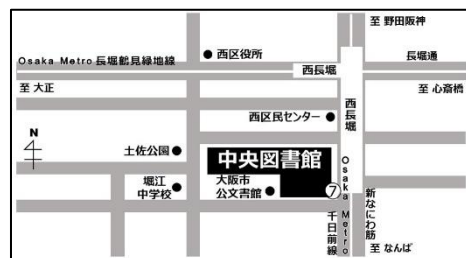 至 野田阪神
西区役所
Osaka Metro 長堀鶴見緑地線
長堀通
西長堀
至 大正
至 心斎橋
西長堀
西区民センター
N
土佐公園
中央図書館
堀江
中学校
大阪市
公文書館
⑦
Osaka Metro
千日前線
新なにわ筋
至 なんば